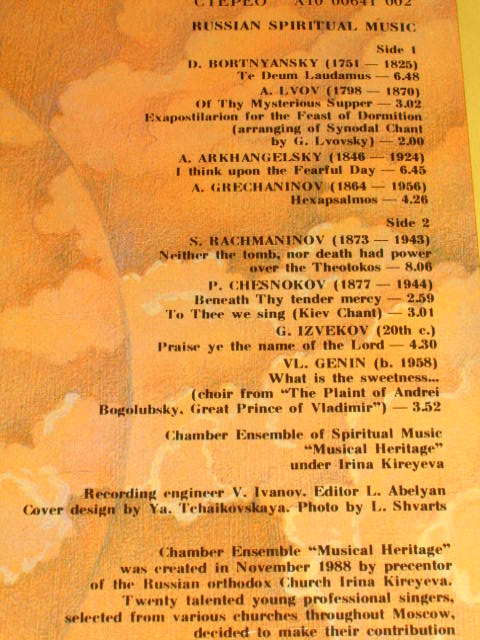 СТЕРЕО А10 00641 002
RUSSIAN SPIRITUAL MUSIC
Side 1
D. BORTNYANSKY (1751 — 1825)
Te Deum Laudamus — 6.48
A. LVOV (1798 — 1870)
Of Thy Mysterious Supper — 3.02
Exapostilarion for the Feast of Dormition
(arranging of Synodal Chant
by G. Lvovsky) — 2.00
A. ARKHANGELSKY (1846 — 1924)
I think upon the Fearful Day — 6.45
A. GRECHANINOV (1864 — 1956)
Hexapsalmos — 4.26
Side 2
S. RACHMANINOV (1873 — 1943)
Neither the tomb, nor death had power
over the Theotokos — 8.06
P. CHESNOKOV (1877 — 1944)
Beneath Thy tender mercy — 2.59
To Thee we sing (Kiev Chant) — 3.01
G. IZVEKOV (20th c.)
Praise ye the name of the Lord — 4.30
VL. GENIN (b. 1958)
What is the sweetness...
(choir from "The Plaint of Andrei
Bogolubsky, Great Prince of Vladimir") — 3.52
Chamber Ensemble of Spiritual Music
"Musical Heritage"
under Irina Kireyeva
Recording engineer V. Ivanov. Editor L. Abelyan
Cover design by Ya. Tchaikovskaya. Photo by L. Shvarts
Chamber Ensemble "Musical Heritage"
was created in November 1988 by precentor
of the Russian orthodox Church Irina Kireyeva.
Twenty talented young professional singers,
selected from various churches throughout Moscow,
decided to make their contribution